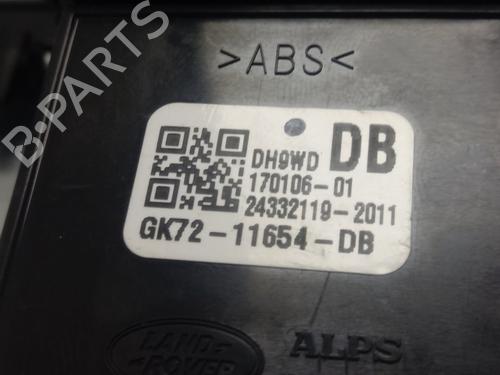 >ABS<
DH9WD DB
170106-01
24332119-2011
GK72-11654-DB
LAND-
-ROVER
ALPS
B-PARTS